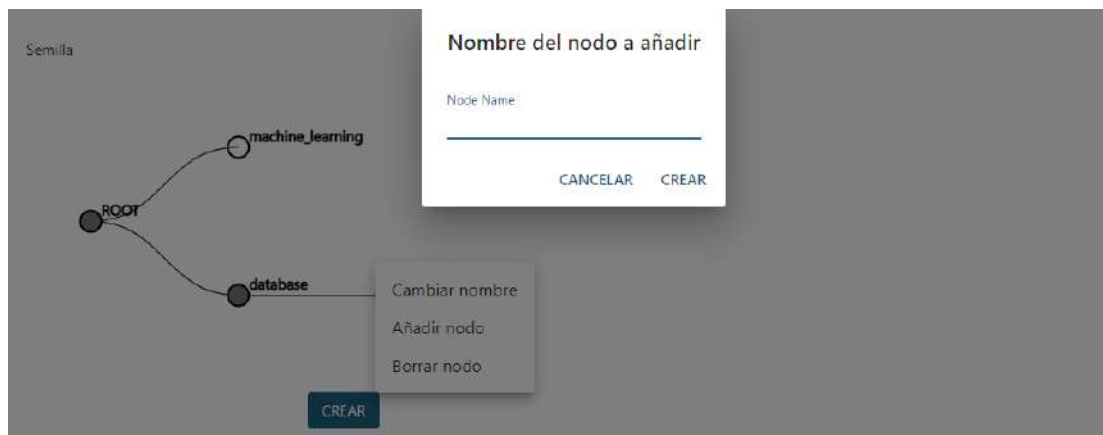 Nombre del nodo a añadir
Semilla
Node Name
machine_learning
CANCELAR CREAR
ROOT
database
Cambiar nombre
Añadir nodo
Borrar nodo
CREAR